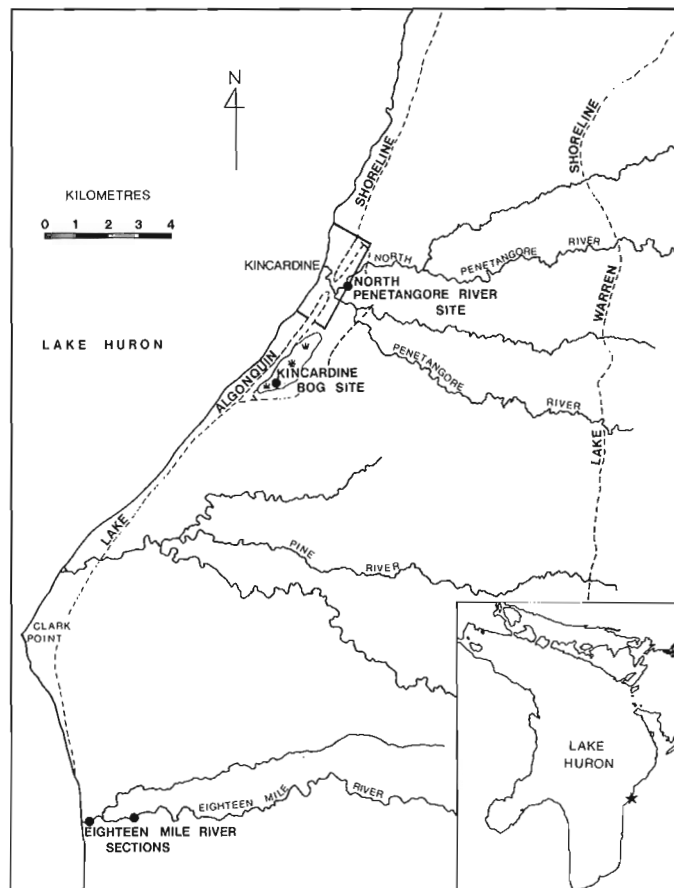 N
KILOMETRES
0 1 2 3 4
SHORELINE
SHORELINE
KINCARDINE
NORTH
PENETANGORE
RIVER
NORTH
PENETANGORE RIVER
SITE
WARREN
LAKE HURON
ALGONQUIN
KINCARDINE
BOG SITE
PENETANGORE
RIVER
LAKE
LAKE
PINE
RIVER
CLARK
POINT
LAKE
HURON
EIGHTEEN MILE
RIVER
EIGHTEEN MILE RIVER
SECTIONS